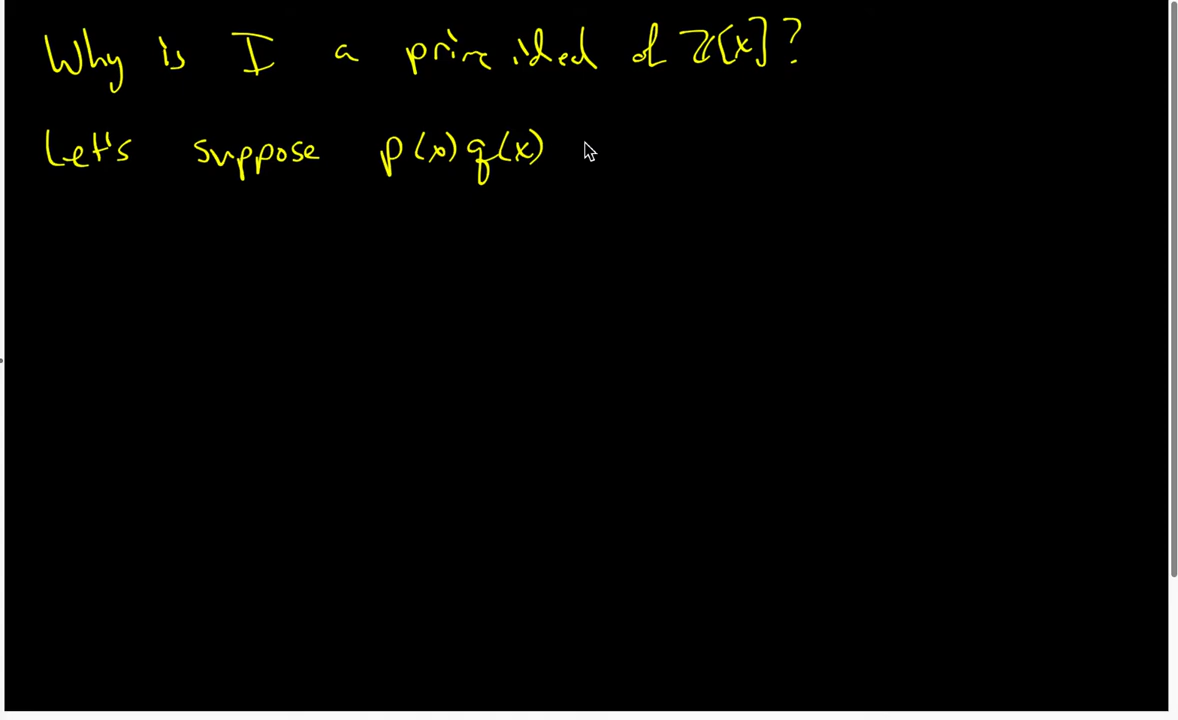 Why is I a prime ideal of ℤ[x]?
Let's suppose p(x)q(x)